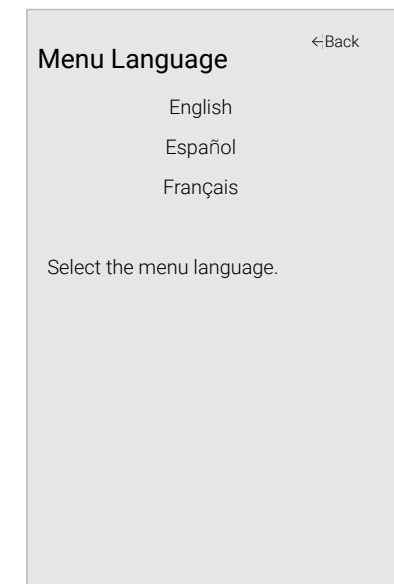 ←Back
Menu Language
English
Español
Français
Select the menu language.